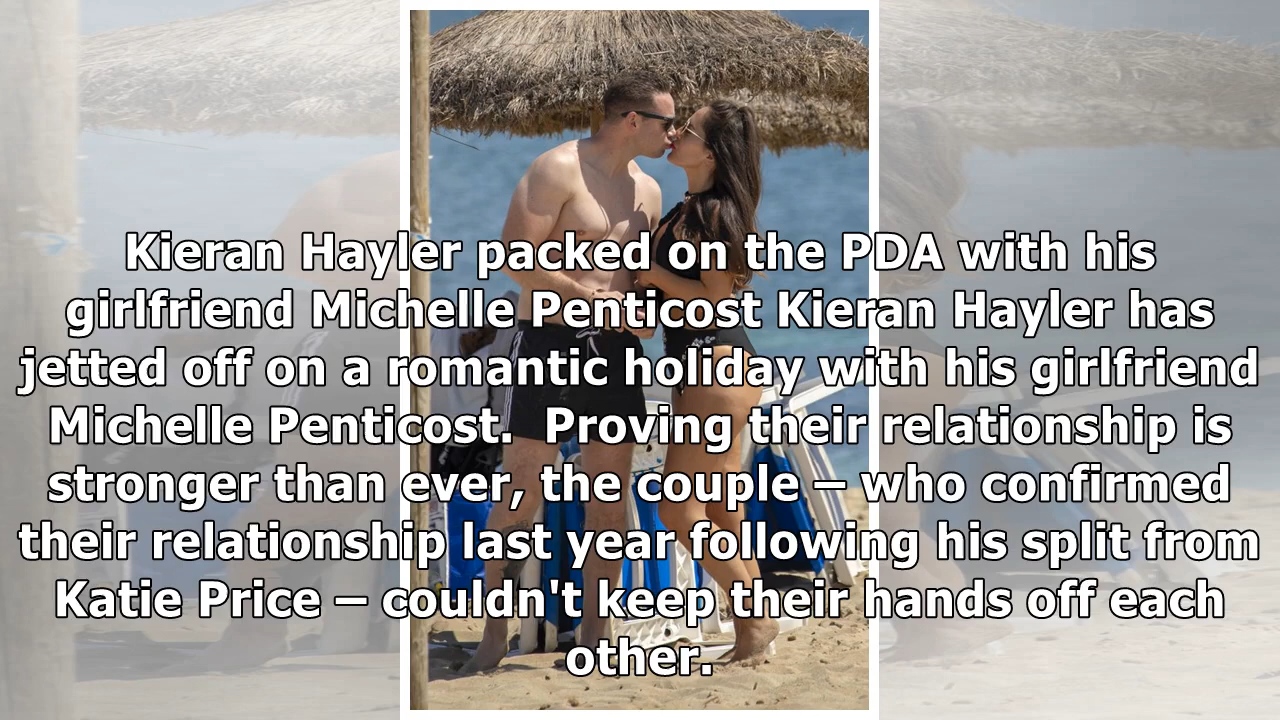 Kieran Hayler packed on the PDA with his
girlfriend Michelle Penticost Kieran Hayler has
jetted off on a romantic holiday with his girlfriend
Michelle Penticost.  Proving their relationship is
stronger than ever, the couple – who confirmed
their relationship last year following his split from
Katie Price – couldn't keep their hands off each
other.